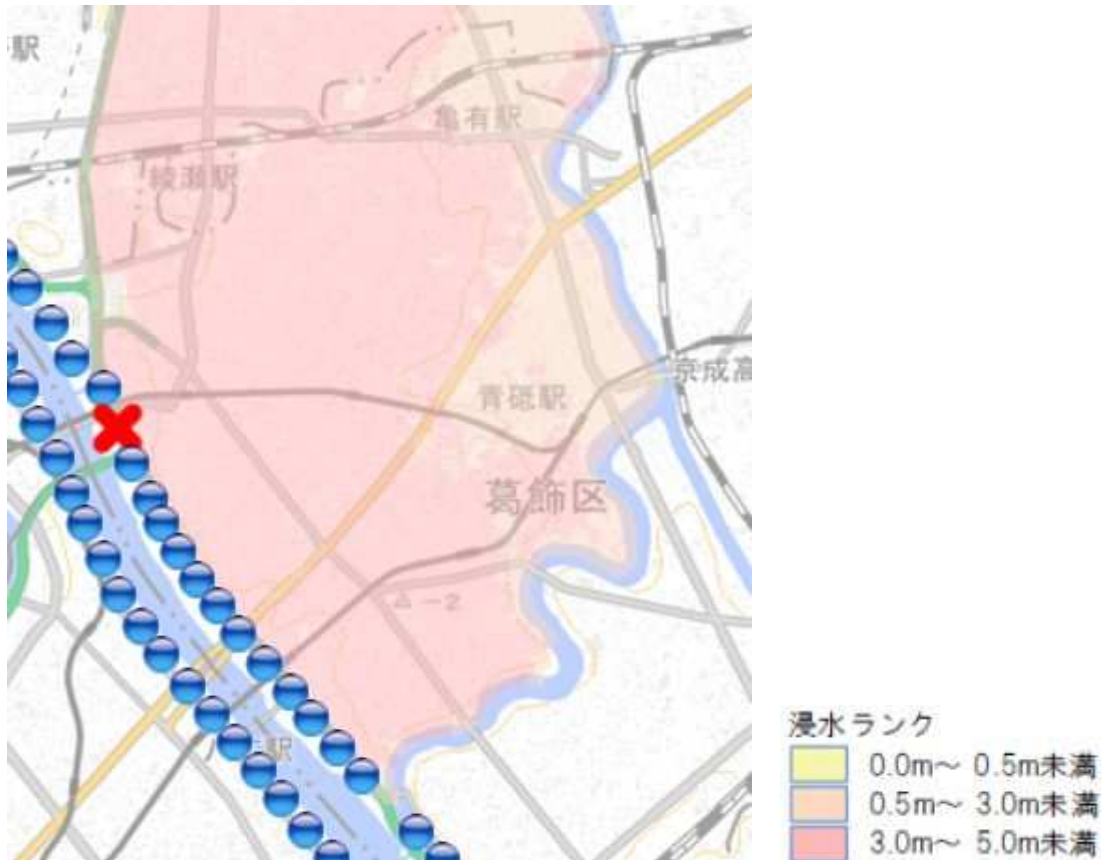 駅
亀有駅
綾瀬駅
京成高
青砥駅
葛飾区
△-2
駅
浸水ランク
0.0m～ 0.5m未満
0.5m～ 3.0m未満
3.0m～ 5.0m未満